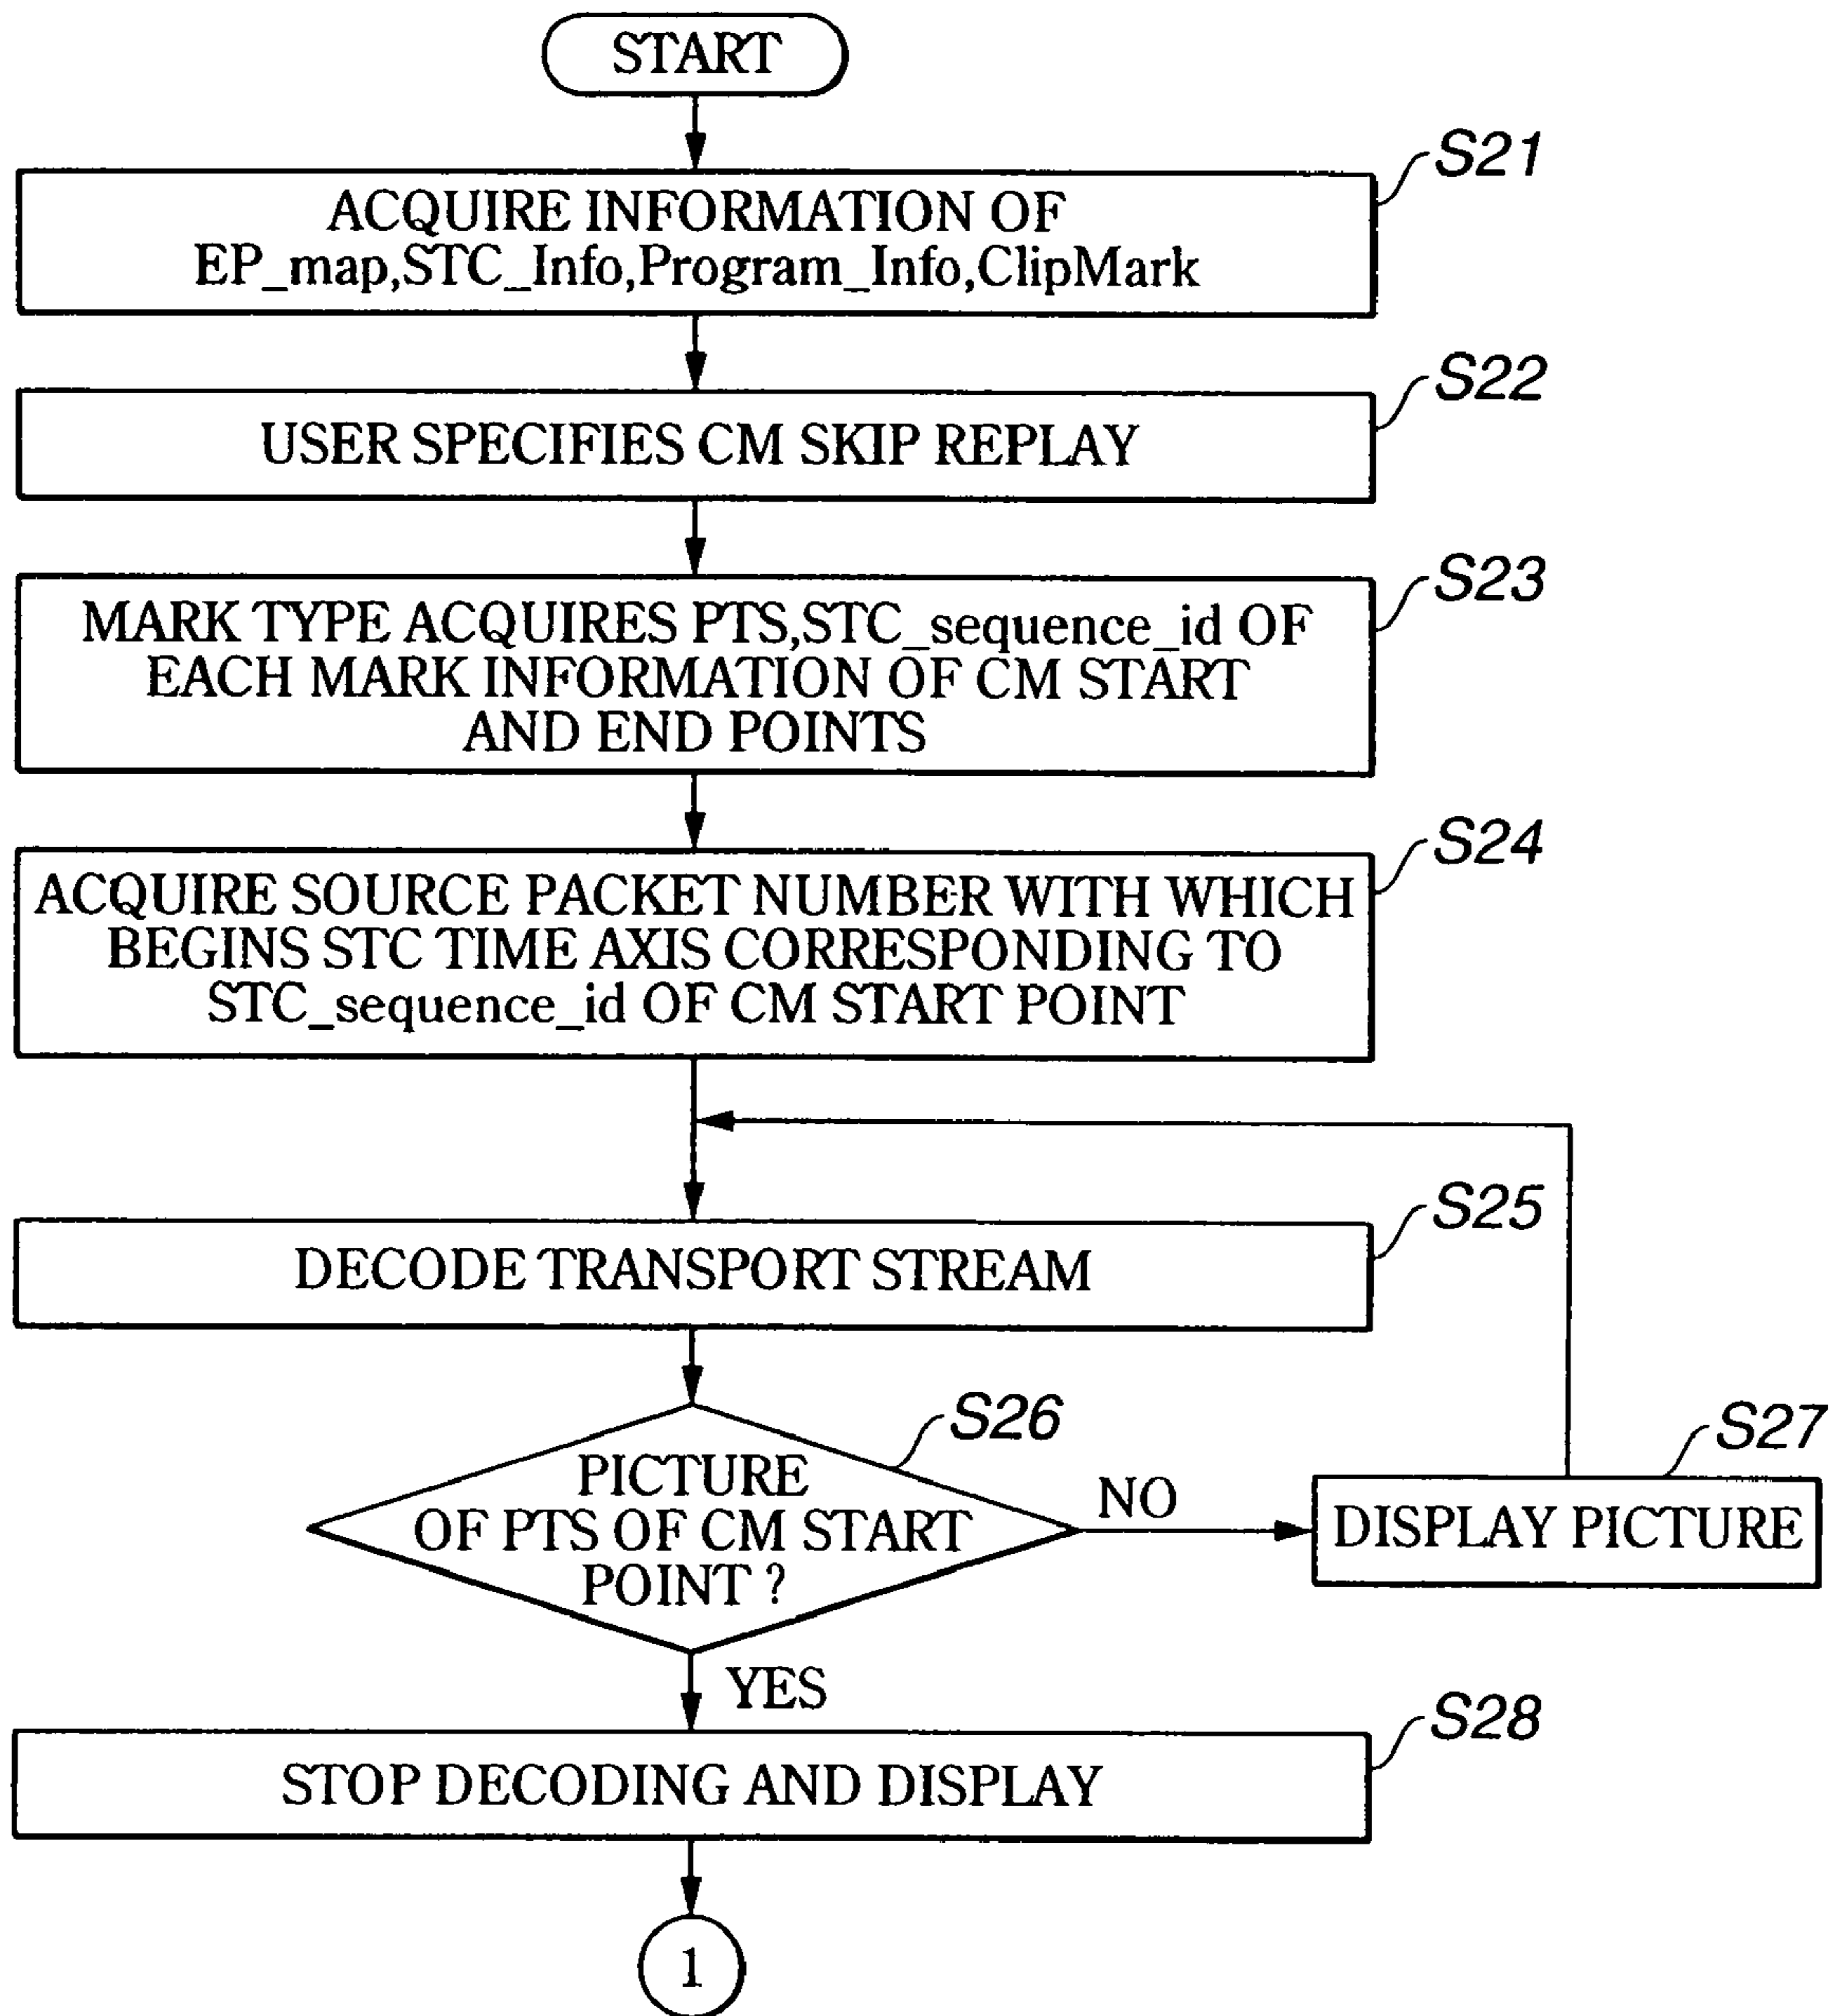 START
S21
ACQUIRE INFORMATION OF
EP_map,STC_Info,Program_Info,ClipMark
S22
USER SPECIFIES CM SKIP REPLAY
S23
MARK TYPE ACQUIRES PTS,STC_sequence_id OF
EACH MARK INFORMATION OF CM START
AND END POINTS
S24
ACQUIRE SOURCE PACKET NUMBER WITH WHICH
BEGINS STC TIME AXIS CORRESPONDING TO
STC_sequence_id OF CM START POINT
S25
DECODE TRANSPORT STREAM
S26
PICTURE
OF PTS OF CM START
POINT ?
NO
S27
DISPLAY PICTURE
YES
S28
STOP DECODING AND DISPLAY
1